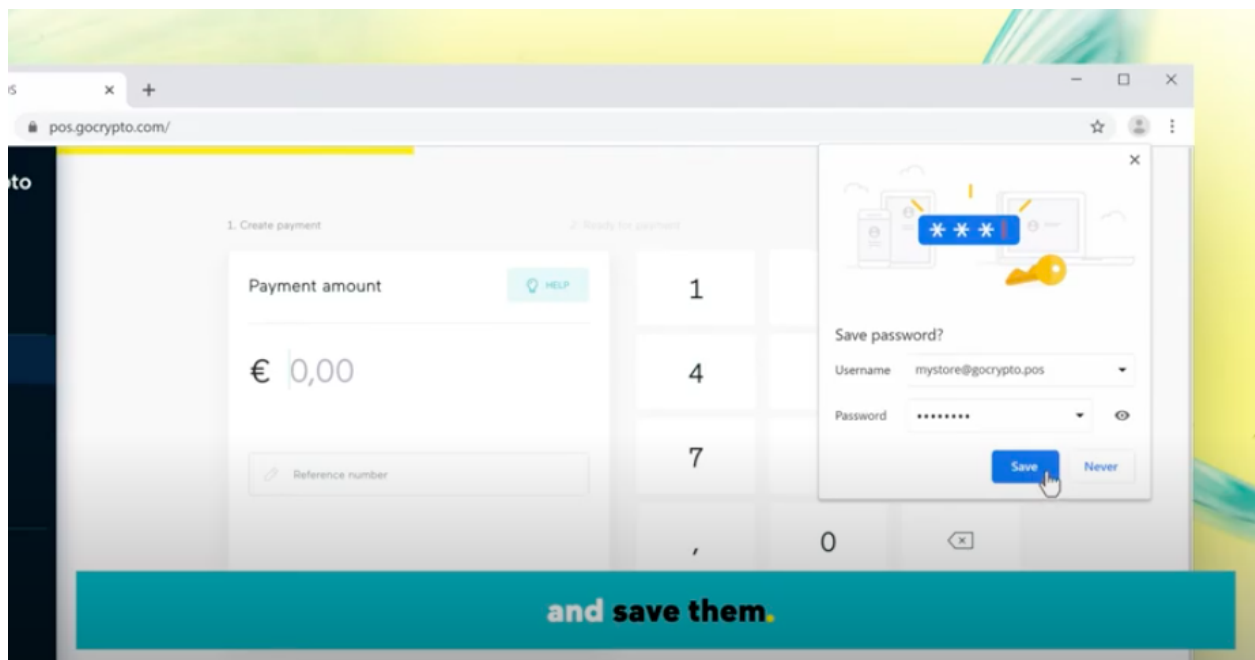 pos.gocrypto.com/
to
1. Create payment
2. Ready for payment
Payment amount
HELP
€ 0,00
Reference number
1
4
7
,
0
***
Save password?
Username mystore@gocrypto.pos
Password ••••••••
Save Never
and save them.